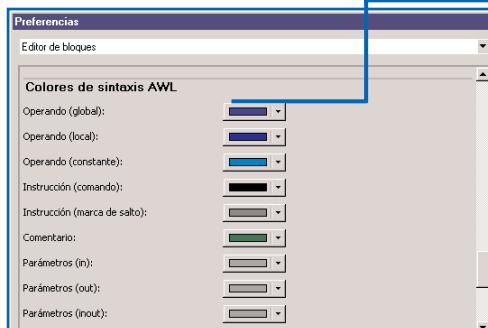 Preferencias
Editor de bloques
Colores de sintaxis AWL
Operando (global):
Operando (local):
Operando (constante):
Instrucción (comando):
Instrucción (marca de salto):
Comentario:
Parámetros (in):
Parámetros (out):
Parámetros (inout):